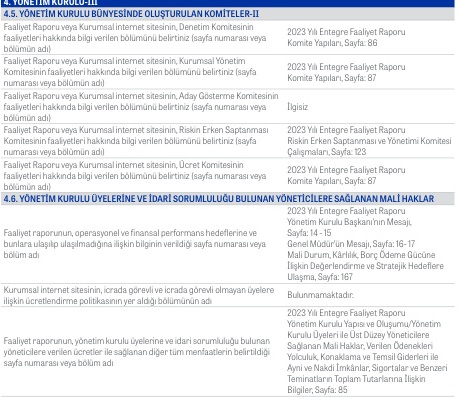 4. YÖNETİM KURULU-III
4.5. YÖNETİM KURULU BÜNYESİNDE OLUŞTURULAN KOMİTELER-II
Faaliyet Raporu veya Kurumsal internet sitesinin, Denetim Komitesinin
faaliyetleri hakkında bilgi verilen bölümünü belirtiniz (sayfa numarası veya
bölümün adı)
2023 Yılı Entegre Faaliyet Raporu
Komite Yapıları, Sayfa: 86
Faaliyet Raporu veya Kurumsal internet sitesinin, Kurumsal Yönetim
Komitesinin faaliyetleri hakkında bilgi verilen bölümünü belirtiniz (sayfa
numarası veya bölümün adı)
2023 Yılı Entegre Faaliyet Raporu
Komite Yapıları, Sayfa: 87
Faaliyet Raporu veya Kurumsal internet sitesinin, Aday Gösterme Komitesinin
faaliyetleri hakkında bilgi verilen bölümünü belirtiniz (sayfa numarası veya
bölümün adı)
İlgisiz
Faaliyet Raporu veya Kurumsal internet sitesinin, Riskin Erken Saptanması
Komitesinin faaliyetleri hakkında bilgi verilen bölümünü belirtiniz (sayfa
numarası veya bölümün adı)
2023 Yılı Entegre Faaliyet Raporu
Riskin Erken Saptanması ve Yönetimi Komitesi
Çalışmaları, Sayfa: 123
Faaliyet Raporu veya Kurumsal internet sitesinin, Ücret Komitesinin
faaliyetleri hakkında bilgi verilen bölümünü belirtiniz (sayfa numarası veya
bölümün adı)
2023 Yılı Entegre Faaliyet Raporu
Komite Yapıları, Sayfa: 87
4.6. YÖNETİM KURULU ÜYELERİNE VE İDARİ SORUMLULUĞU BULUNAN YÖNETİCİLERE SAĞLANAN MALİ HAKLAR
Faaliyet raporunun, operasyonel ve finansal performans hedeflerine ve
bunlara ulaşılıp ulaşılmadığına ilişkin bilginin verildiği sayfa numarası veya
bölüm adı
2023 Yılı Entegre Faaliyet Raporu
Yönetim Kurulu Başkanı'nın Mesajı,
Sayfa: 14 - 15
Genel Müdür'ün Mesajı, Sayfa: 16- 17
Mali Durum, Kârlılık, Borç Ödeme Gücüne
İlişkin Değerlendirme ve Stratejik Hedeflere
Ulaşma, Sayfa: 167
Kurumsal internet sitesinin, icrada görevli ve icrada görevli olmayan üyelere
ilişkin ücretlendirme politikasının yer aldığı bölümünün adı
Bulunmamaktadır.
Faaliyet raporunun, yönetim kurulu üyelerine ve idari sorumluluğu bulunan
yöneticilere verilen ücretler ile sağlanan diğer tüm menfaatlerin belirtildiği
sayfa numarası veya bölüm adı
2023 Yılı Entegre Faaliyet Raporu
Yönetim Kurulu Yapısı ve Oluşumu/Yönetim
Kurulu Üyeleri ile Üst Düzey Yöneticilere
Sağlanan Mali Haklar, Verilen Ödenekleri
Yolculuk, Konaklama ve Temsil Giderleri ile
Ayni ve Nakdi İmkânlar, Sigortalar ve Benzeri
Teminatların Toplam Tutarlarına İlişkin
Bilgiler, Sayfa: 85